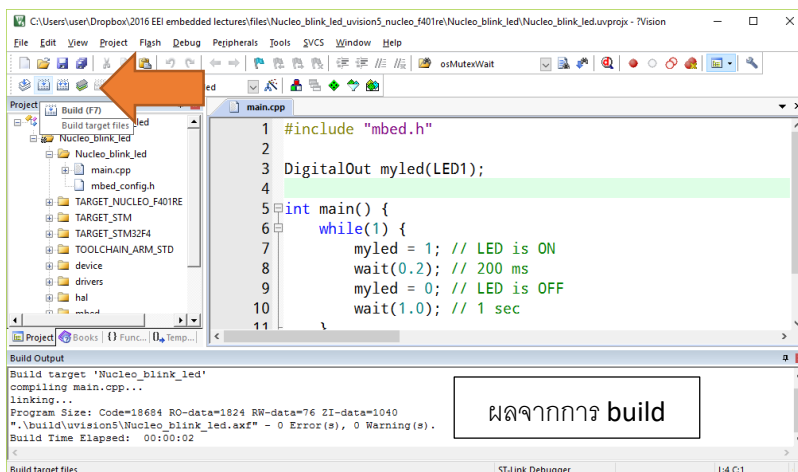 C:\Users\user\Dropbox\2016 EEI embedded lectures\files\Nucleo_blink_led_uvision5_nucleo_f401re\Nucleo_blink_led\Nucleo_blink_led.uvprojx - ?Vision
File Edit View Project Flash Debug Peripherals Tools SVCS Window Help
osMutexWait
ed
Project
main.cpp
Build (F7)
Build target files
led
Nucleo_blink_led
Nucleo_blink_led
main.cpp
mbed_config.h
TARGET_NUCLEO_F401RE
TARGET_STM
TARGET_STM32F4
TOOLCHAIN_ARM_STD
device
drivers
hal
mbed
Project Books {} Func... Temp...
1 #include "mbed.h"
2
3 DigitalOut myled(LED1);
4
5 int main() {
6 while(1) {
7 myled = 1; // LED is ON
8 wait(0.2); // 200 ms
9 myled = 0; // LED is OFF
10 wait(1.0); // 1 sec
11 }
Build Output
Build target 'Nucleo_blink_led'
compiling main.cpp...
linking...
Program Size: Code=18684 RO-data=1824 RW-data=76 ZI-data=1040
".\build\uvision5\Nucleo_blink_led.axf" - 0 Error(s), 0 Warning(s).
Build Time Elapsed: 00:00:02
ผลจากการ build
Build target files
ST-Link Debugger
L:4 C:1